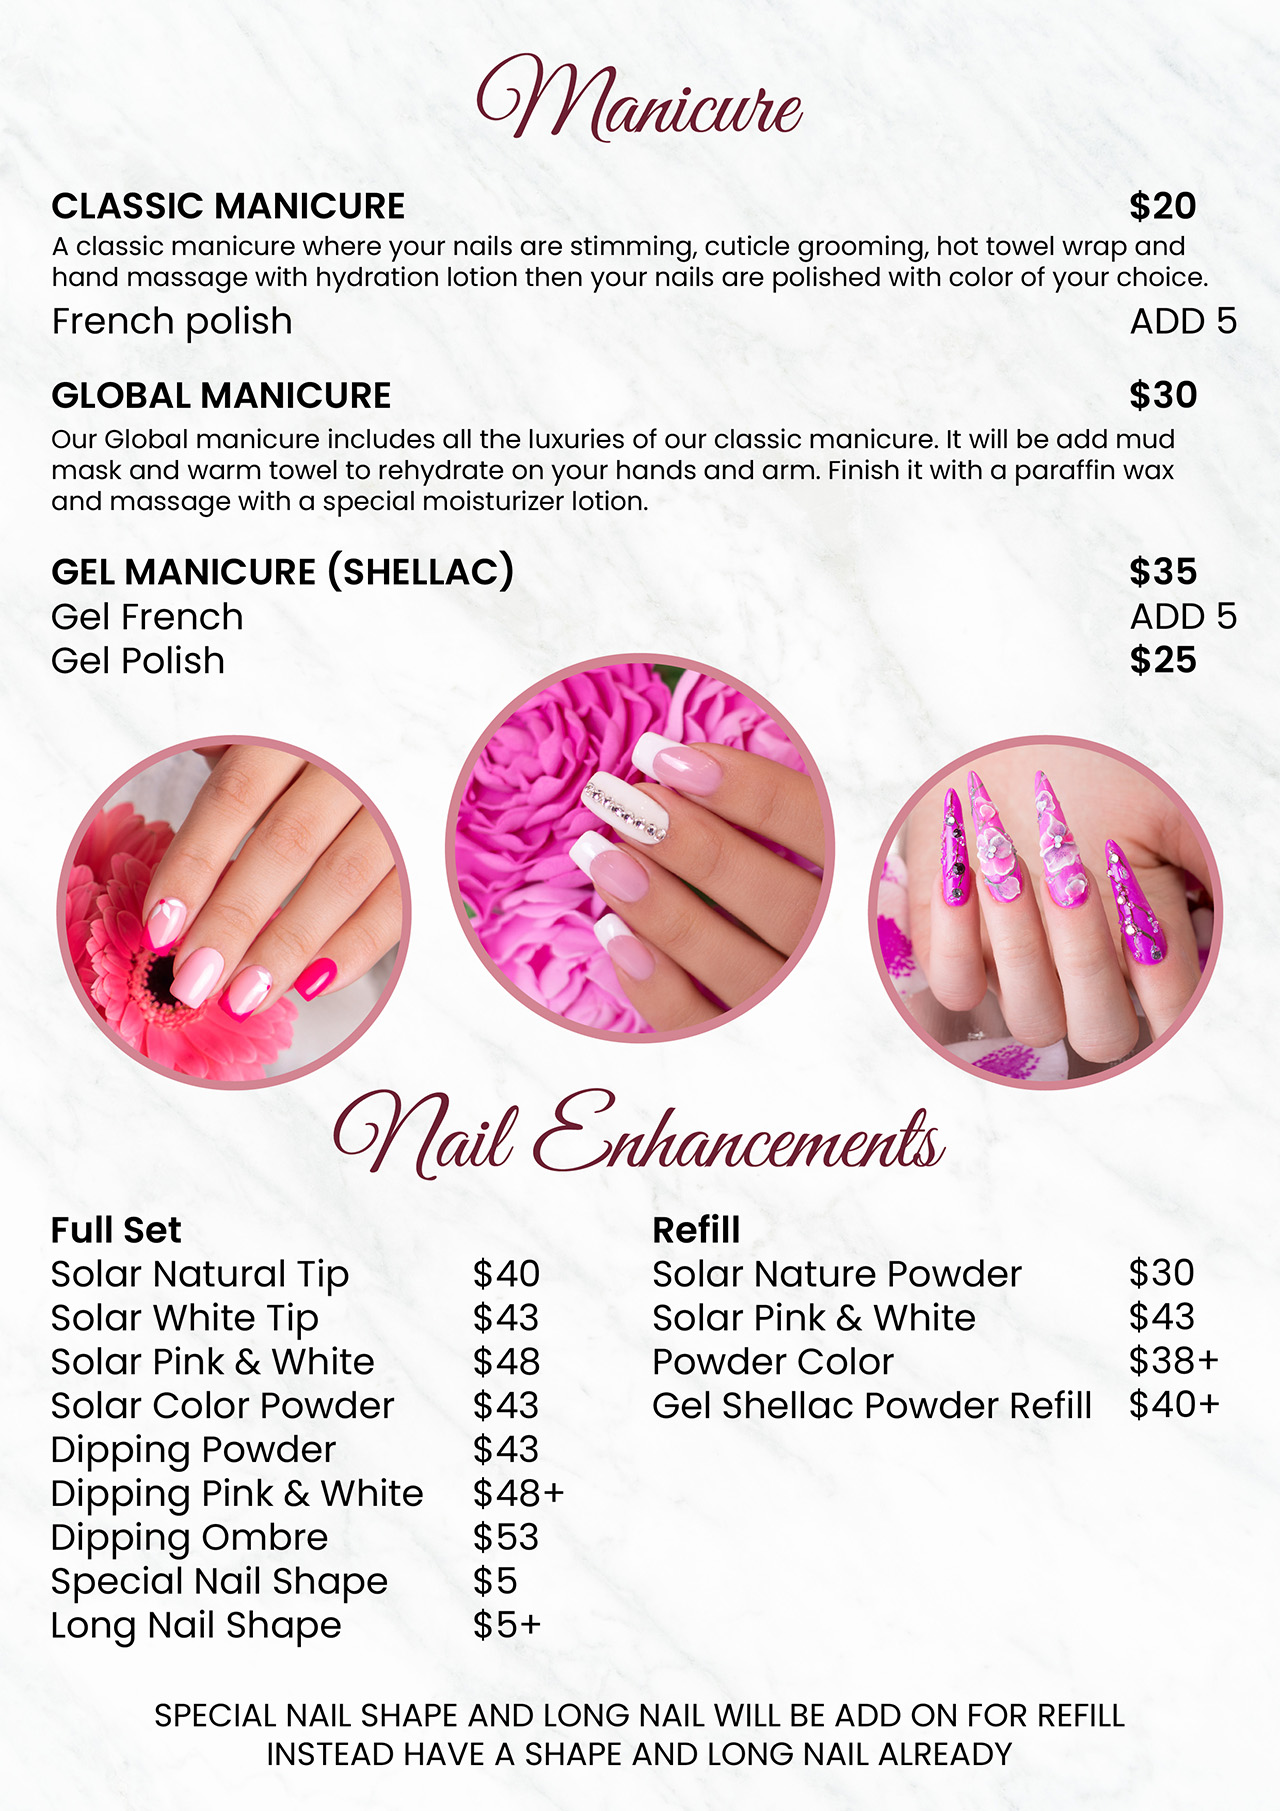 Manicure
CLASSIC MANICURE $20
A classic manicure where your nails are stimming, cuticle grooming, hot towel wrap and
hand massage with hydration lotion then your nails are polished with color of your choice.
French polish ADD 5
GLOBAL MANICURE $30
Our Global manicure includes all the luxuries of our classic manicure. It will be add mud
mask and warm towel to rehydrate on your hands and arm. Finish it with a paraffin wax
and massage with a special moisturizer lotion.
GEL MANICURE (SHELLAC) $35
Gel French ADD 5
Gel Polish $25
Nail Enhancements
Full Set
Solar Natural Tip $40
Solar White Tip $43
Solar Pink & White $48
Solar Color Powder $43
Dipping Powder $43
Dipping Pink & White $48+
Dipping Ombre $53
Special Nail Shape $5
Long Nail Shape $5+
Refill
Solar Nature Powder $30
Solar Pink & White $43
Powder Color $38+
Gel Shellac Powder Refill $40+
SPECIAL NAIL SHAPE AND LONG NAIL WILL BE ADD ON FOR REFILL
INSTEAD HAVE A SHAPE AND LONG NAIL ALREADY